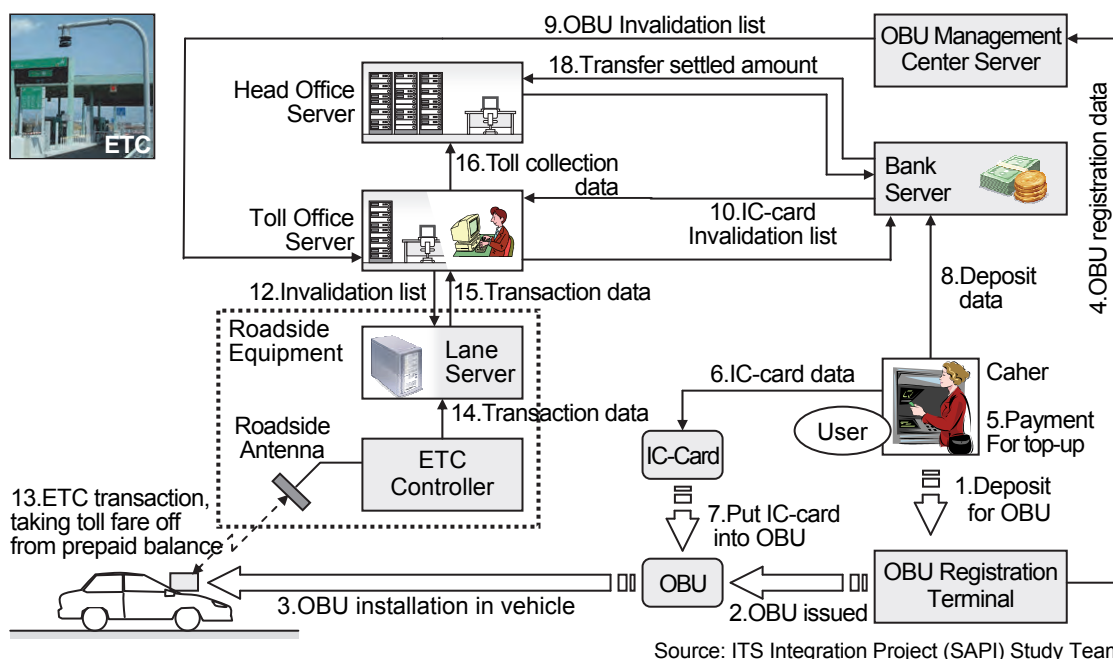 9.OBU Invalidation list
OBU Management
Center Server
ETC
18.Transfer settled amount
Head Office
Server
4.OBU registration data
16.Toll collection
data
Bank
Server
Toll Office
Server
10.IC-card
Invalidation list
12.Invalidation list
15.Transaction data
8.Deposit
data
Roadside
Equipment
Lane
Server
6.IC-card data
Caher
14.Transaction data
5.Payment
For top-up
User
Roadside
Antenna
IC-Card
ETC
Controller
13.ETC transaction,
taking toll fare off
from prepaid balance
1.Deposit
for OBU
7.Put IC-card
into OBU
OBU
OBU Registration
Terminal
3.OBU installation in vehicle
2.OBU issued
Source: ITS Integration Project (SAPI) Study Team